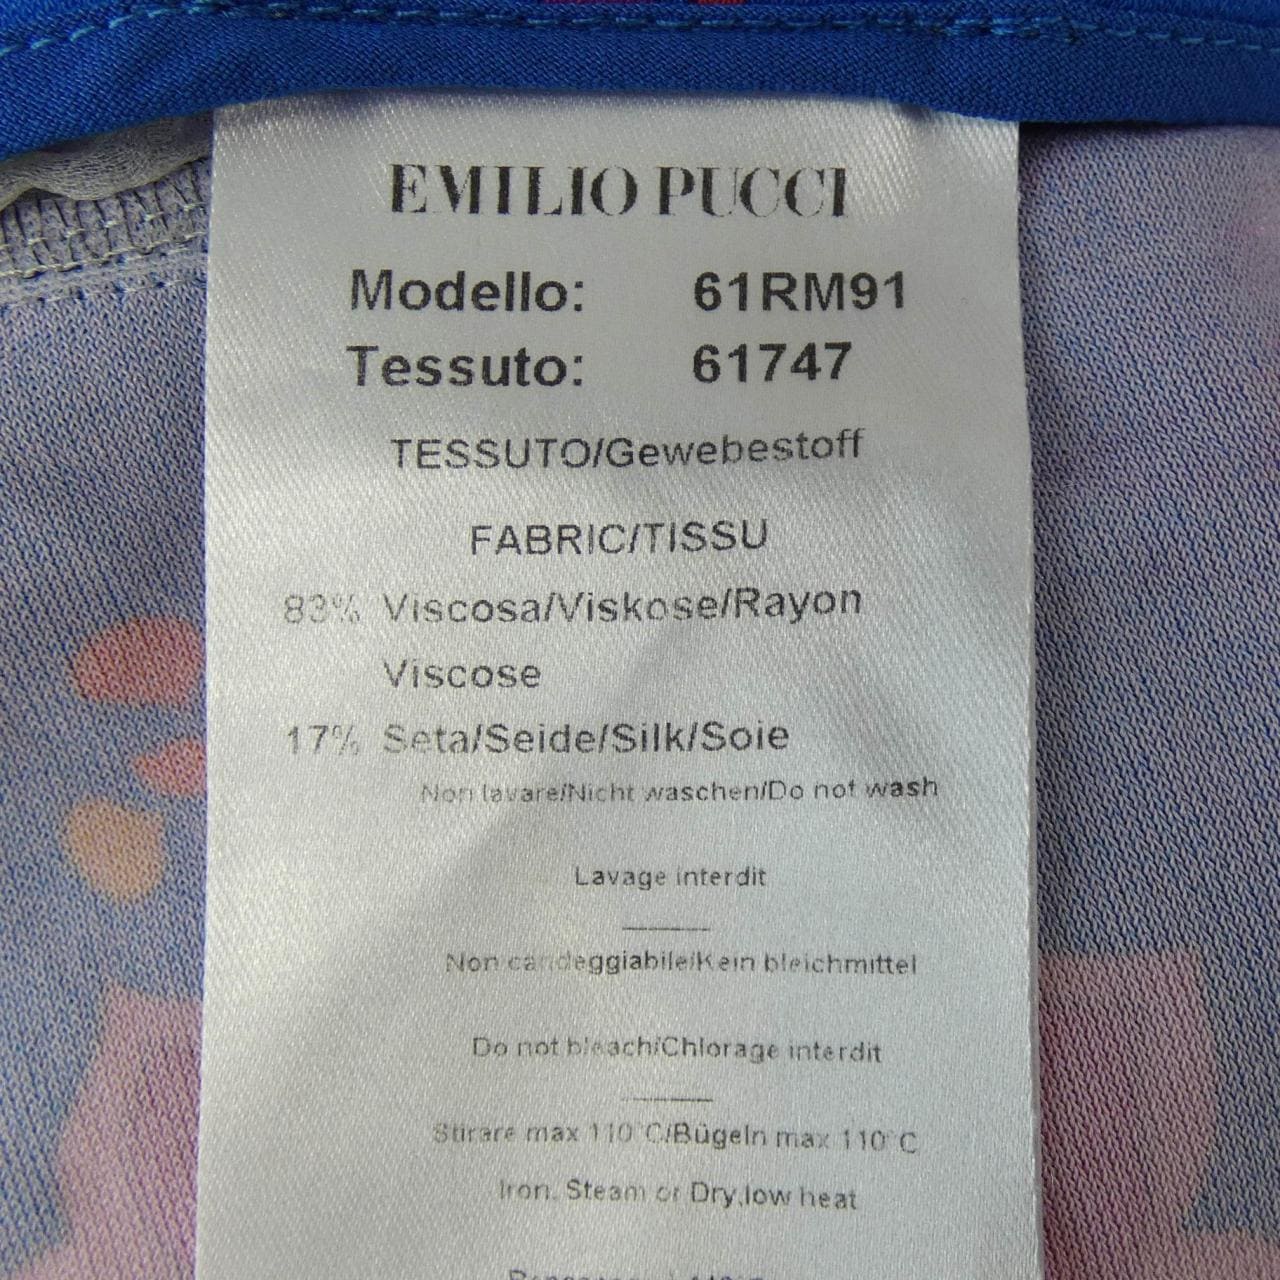 EMILIO PUCCI
Modello: 61RM91
Tessuto: 61747
TESSUTO/Gewebestoff
FABRIC/TISSU
83% Viscosa/Viskose/Rayon
Viscose
17% Seta/Seide/Silk/Soie
Non lavare/Nicht waschen/Do not wash
Lavage interdit
Non candeggiabile/Kein bleichmittel
Do not bleach/Chlorage interdit
Stirare max 110°C/Bügeln max 110°C
Iron. Steam or Dry,low heat